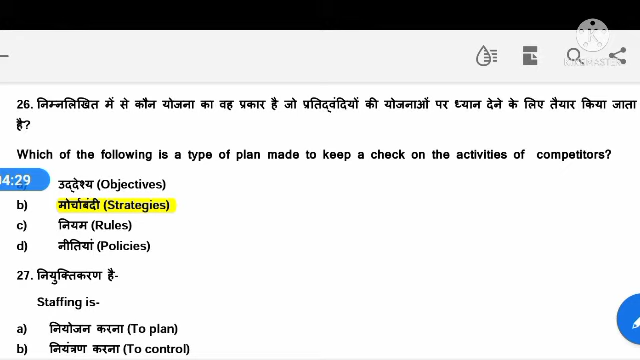 KINEMASTER
26. निम्नलिखित में से कौन योजना का वह प्रकार है जो प्रतिद्वंदियों की योजनाओं पर ध्यान देने के लिए तैयार किया जाता
है?
Which of the following is a type of plan made to keep a check on the activities of competitors?
04:29
उद्देश्य (Objectives)
b) मोर्चाबंदी (Strategies)
c) नियम (Rules)
d) नीतियां (Policies)
27. नियुक्तिकरण है-
Staffing is-
a) नियोजन करना (To plan)
b) नियंत्रण करना (To control)